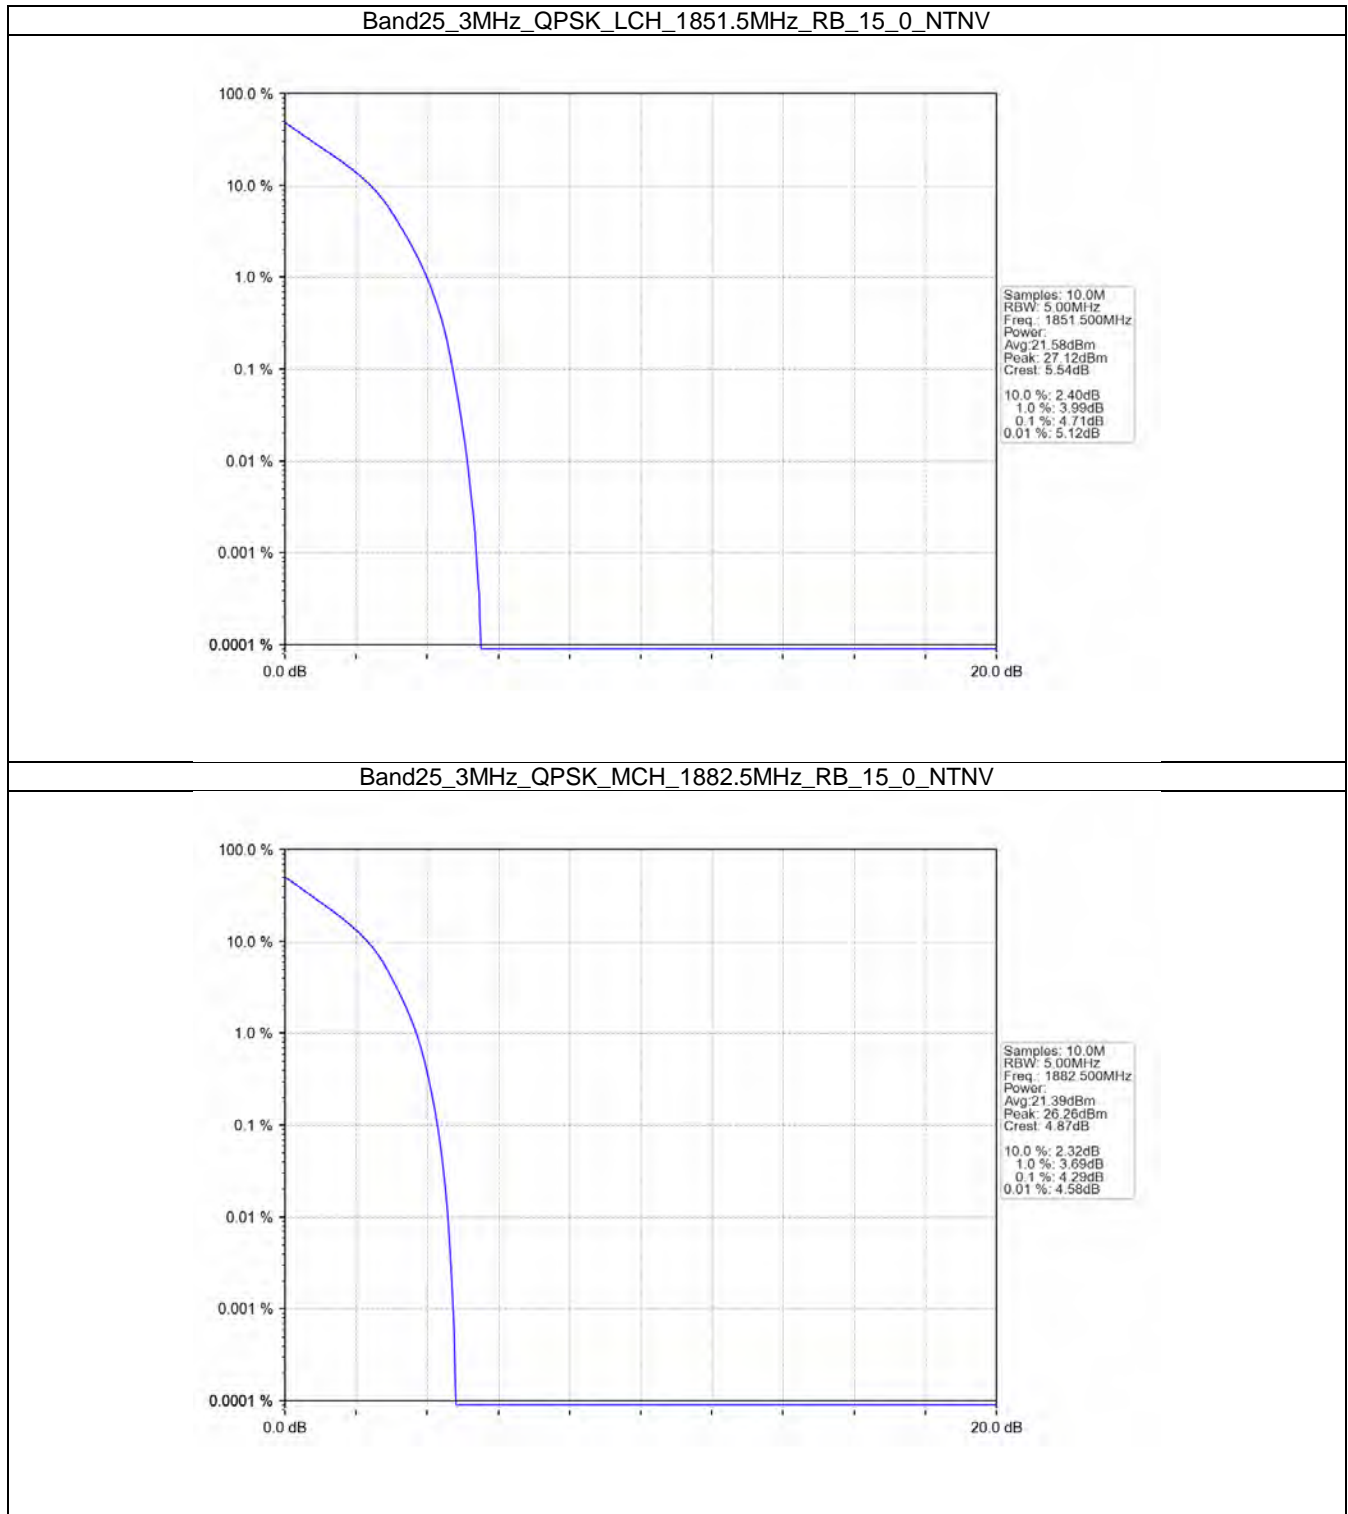 Band25_3MHz_QPSK_LCH_1851.5MHz_RB_15_0_NTNV
100.0 %
10.0 %
1.0 %
0.1 %
0.01 %
0.001 %
0.0001 %
0.0 dB
20.0 dB
Samples: 10.0M
RBW: 5.00MHz
Freq.: 1851.500MHz
Power:
Avg:21.58dBm
Peak: 27.12dBm
Crest: 5.54dB
10.0 %: 2.40dB
1.0 %: 3.99dB
0.1 %: 4.71dB
0.01 %: 5.12dB
Band25_3MHz_QPSK_MCH_1882.5MHz_RB_15_0_NTNV
100.0 %
10.0 %
1.0 %
0.1 %
0.01 %
0.001 %
0.0001 %
0.0 dB
20.0 dB
Samples: 10.0M
RBW: 5.00MHz
Freq.: 1882.500MHz
Power:
Avg:21.39dBm
Peak: 26.26dBm
Crest: 4.87dB
10.0 %: 2.32dB
1.0 %: 3.69dB
0.1 %: 4.29dB
0.01 %: 4.58dB